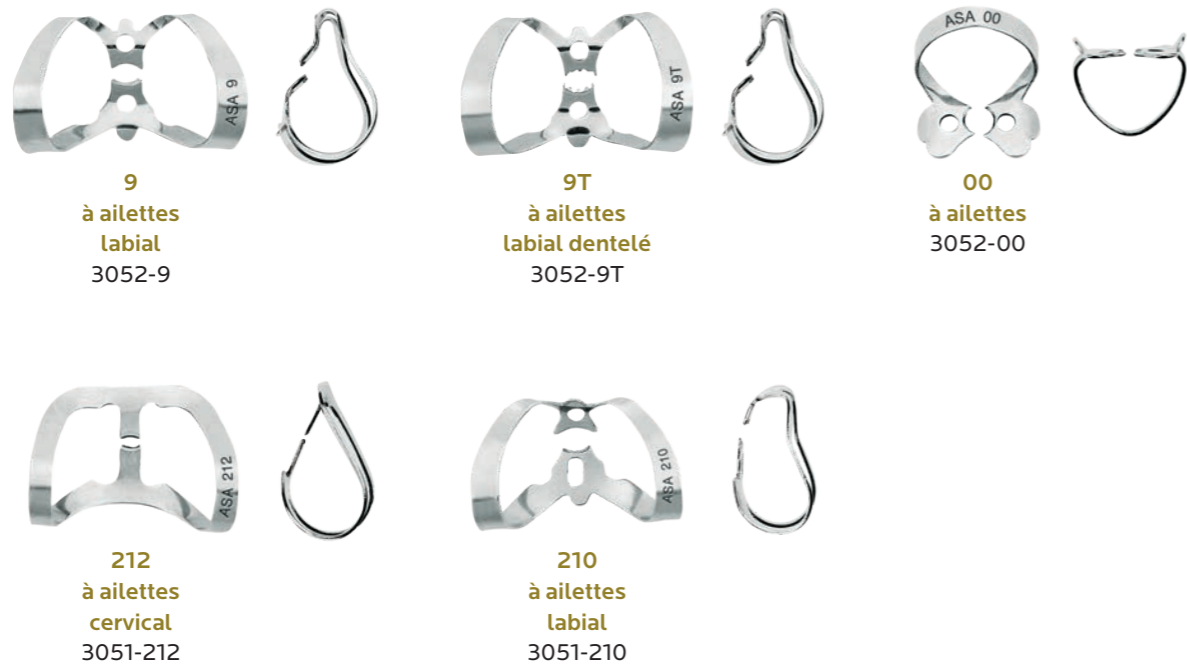 ASA 9
ASA 9T
ASA 00
9
à ailettes
labial
3052-9
9T
à ailettes
labial dentelé
3052-9T
00
à ailettes
3052-00
ASA 212
ASA 210
212
à ailettes
cervical
3051-212
210
à ailettes
labial
3051-210